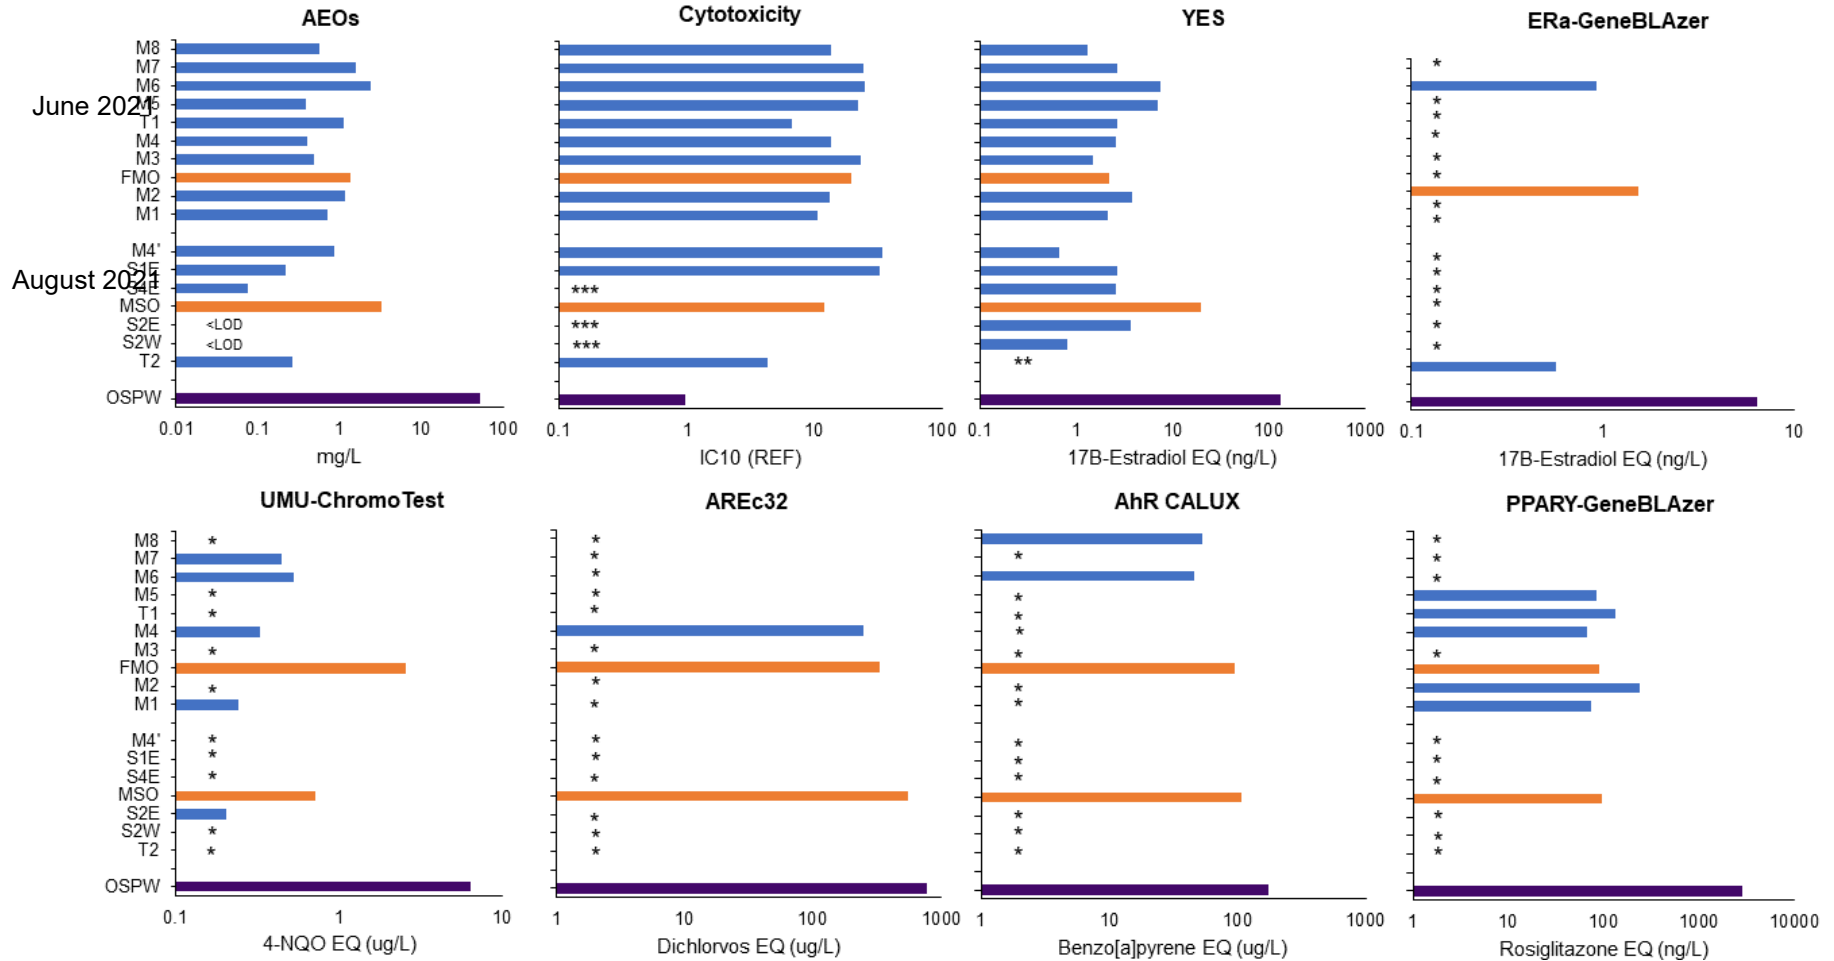 AEOs
Cytotoxicity
YES
ERa-GeneBLAzer
M8
M7
M6
June 2021
M5
T1
M4
M3
FMO
M2
M1
M4'
S1E
August 2021
S4E
MSO
S2E
S2W
T2
OSPW
<LOD
<LOD
*** 
***
***
**
*
*
*
*
*
*
*
*
*
*
*
*
*
*
0.01 0.1 1 10 100
mg/L
0.1 1 10 100
IC10 (REF)
0.1 1 10 100 1000
17B-Estradiol EQ (ng/L)
0.1 1 10
17B-Estradiol EQ (ng/L)
UMU-ChromoTest
AREc32
AhR CALUX
PPARY-GeneBLAzer
M8 * * *
M7 * * *
M6 * *
M5 * * *
T1 * * *
M4 *
M3 * * * *
FMO
M2 * * *
M1 * *
M4' * * * *
S1E * * * *
S4E * * * *
MSO
S2E * * *
S2W * * * *
T2 * * * *
OSPW
0.1 1 10
4-NQO EQ (ug/L)
1 10 100 1000
Dichlorvos EQ (ug/L)
1 10 100 1000
Benzo[a]pyrene EQ (ug/L)
1 10 100 1000 10000
Rosiglitazone EQ (ng/L)